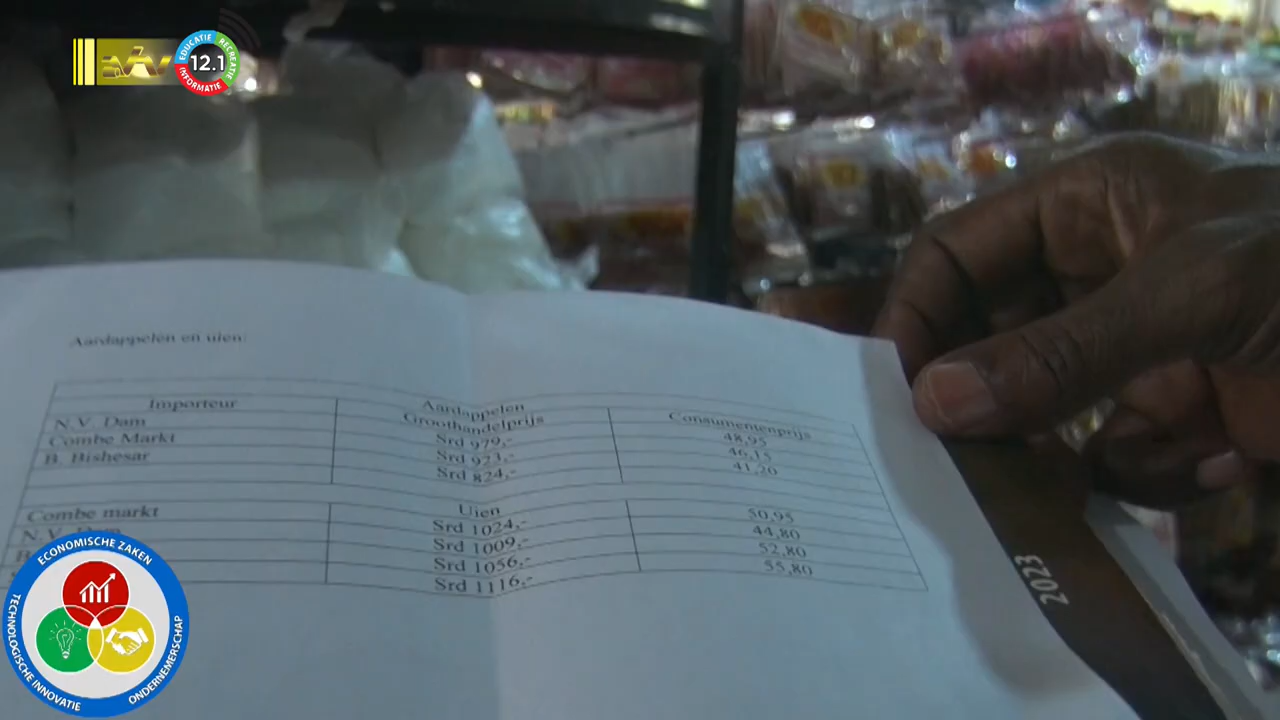 EDUCATIE RECREATIE INFORMATIE
12.1
Aardappelen en uien:
Importeur Aardappelen Groothandelprijs Consumentenprijs
N.V. Dam Srd 979,- 48,95
Combe Markt Srd 923,- 46,15
B. Bishesar Srd 824,- 41,20
Uien
Combe markt Srd 1024,- 50,95
N.V. Dam Srd 1009,- 44,80
Srd 1056,- 52,80
Srd 1116,- 55,80
2023
ECONOMISCHE ZAKEN
ONDERNEMERSCHAP
TECHNOLOGISCHE INNOVATIE